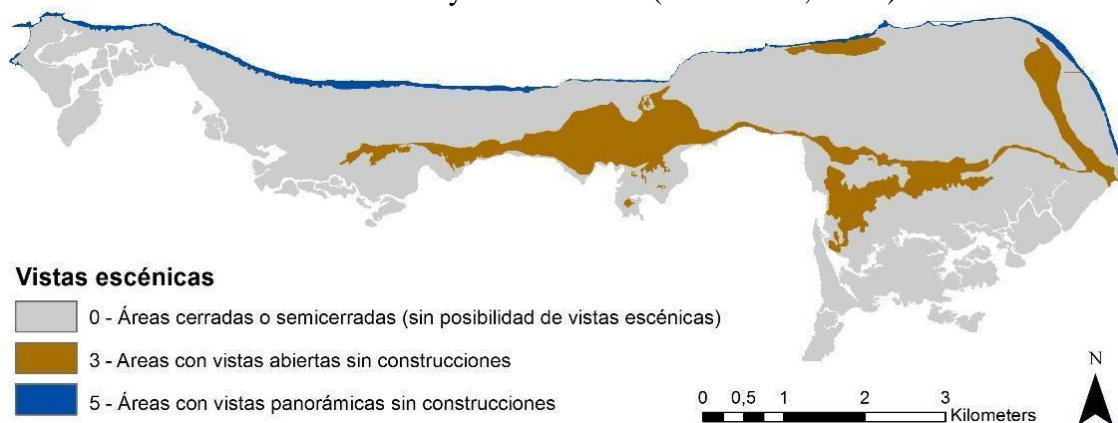 Vistas escénicas
0 - Áreas cerradas o semicerradas (sin posibilidad de vistas escénicas)
3 - Areas con vistas abiertas sin construcciones
5 - Áreas con vistas panorámicas sin construcciones
N
0 0,5 1 2 3
Kilometers